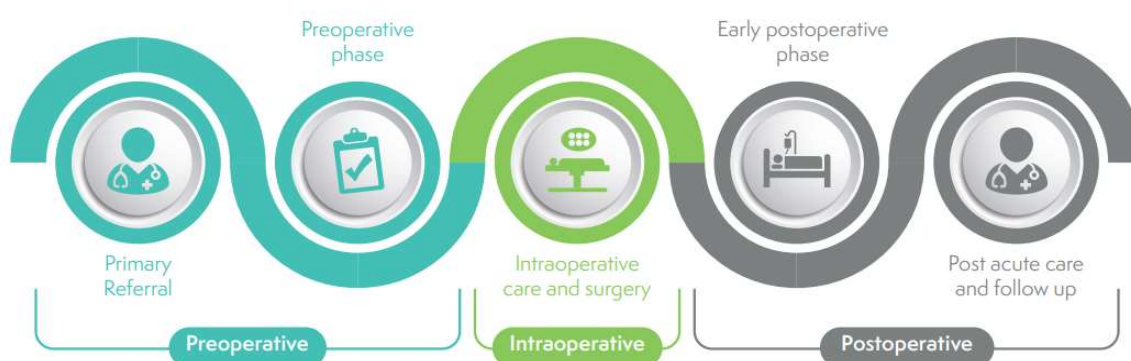 Preoperative
phase
Early postoperative
phase
Primary
Referral
Intraoperative
care and surgery
Post acute care
and follow up
Preoperative
Intraoperative
Postoperative